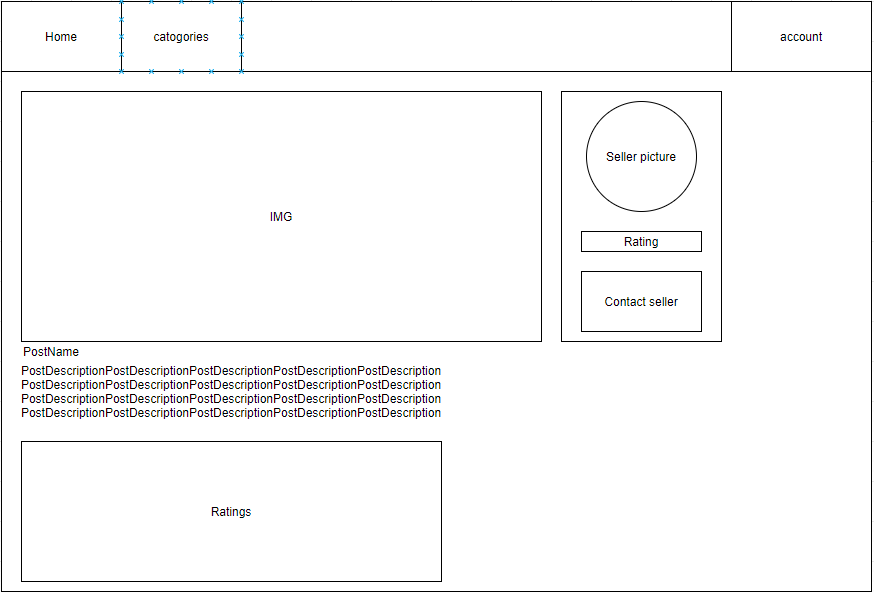 Home
catogories
account
Seller picture
IMG
Rating
Contact seller
PostName
PostDescriptionPostDescriptionPostDescriptionPostDescriptionPostDescription
PostDescriptionPostDescriptionPostDescriptionPostDescriptionPostDescription
PostDescriptionPostDescriptionPostDescriptionPostDescriptionPostDescription
PostDescriptionPostDescriptionPostDescriptionPostDescriptionPostDescription
Ratings